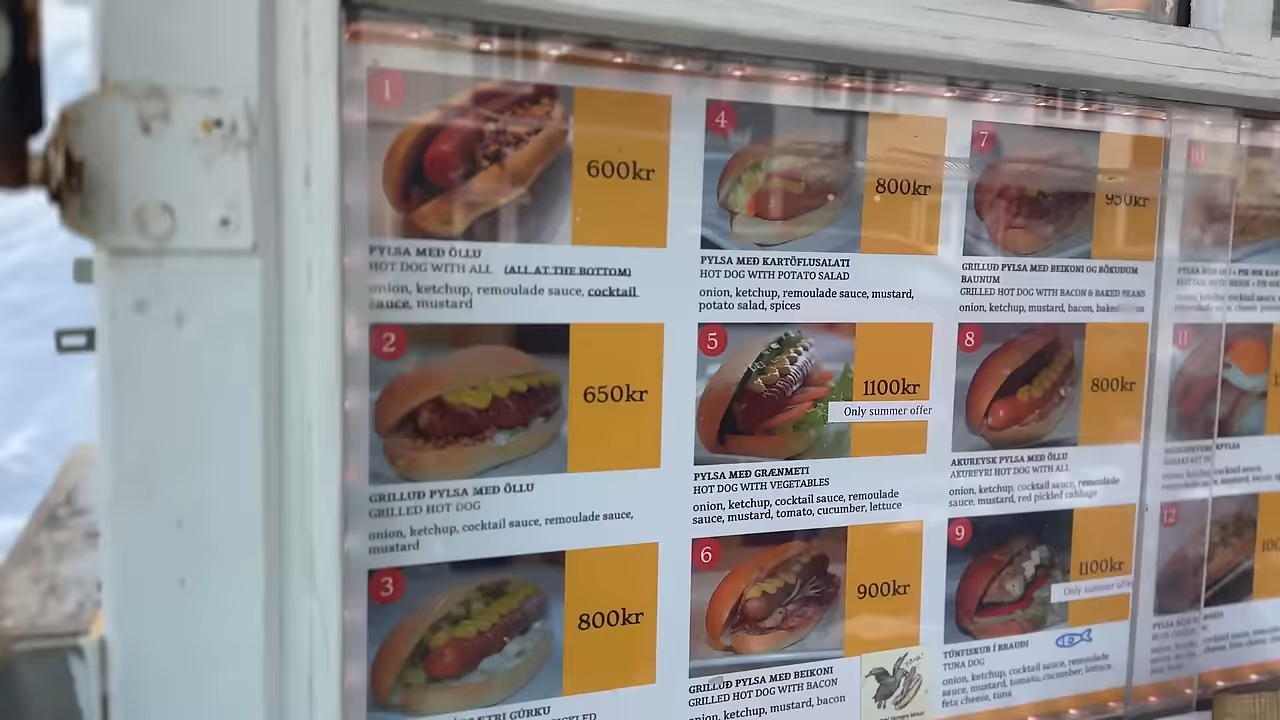 1
600kr
PYLSA MEÐ ÖLLU
HOT DOG WITH ALL (ALL AT THE BOTTOM)
onion, ketchup, remoulade sauce, cocktail
sauce, mustard
2
650kr
GRILLUÐ PYLSA MEÐ ÖLLU
GRILLED HOT DOG
onion, ketchup, cocktail sauce, remoulade sauce,
mustard
3
800kr
GÚRKU
4
800kr
PYLSA MEÐ KARTÖFLUSALATI
HOT DOG WITH POTATO SALAD
onion, ketchup, remoulade sauce, mustard,
potato salad, spices
5
1100kr
Only summer offer
PYLSA MEÐ GRÆNMETI
HOT DOG WITH VEGETABLES
onion, ketchup, cocktail sauce, remoulade
sauce, mustard, tomato, cucumber, lettuce
6
900kr
GRILLUÐ PYLSA MEÐ BEIKONI
GRILLED HOT DOG WITH BACON
onion, ketchup, mustard, bacon
7
950kr
GRILLUÐ PYLSA MEÐ BEIKONI OG BÖKUÐUM
BAUNUM
GRILLED HOT DOG WITH BACON & BAKED BEANS
onion, ketchup, mustard, bacon, baked
8
800kr
AKUREYSK PYLSA MEÐ ÖLLU
AKUREYRI HOT DOG WITH ALL
onion, ketchup, cocktail sauce, remoulade
sauce, mustard, red pickled cabbage
9
1100kr
Only summer offer
TÚNFISKUR Í BRAUÐI
TUNA DOG
onion, ketchup, cocktail sauce, remoulade
sauce, mustard, tomato, cucumber, lettuce
feta cheese, tuna
10
11
12